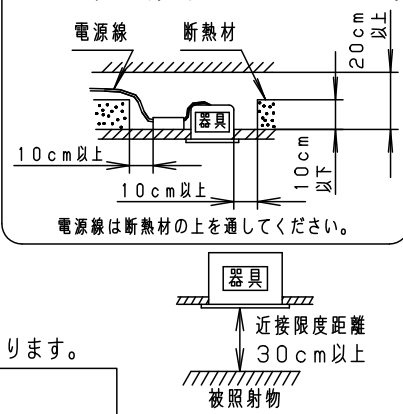 電源線
断熱材
20cm以上
器具
10cm以上
10cm以上
10cm以下
電源線は断熱材の上を通してください。
器具
近接限度距離
30cm以上
ります。
被照射物